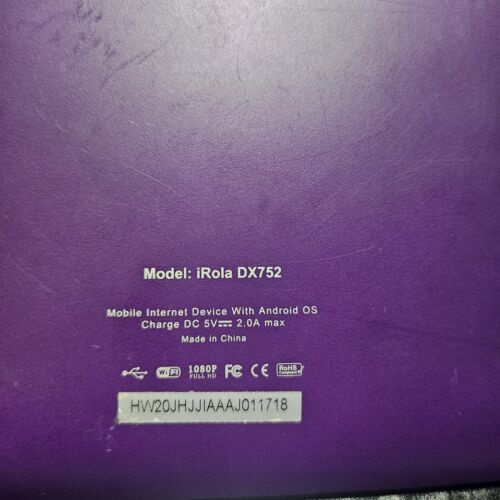 Model: iRola DX752
Mobile Internet Device With Android OS
Charge DC 5V⎓ 2.0A max
Made in China
WiFi 1080P FULL HD FC CE RoHS Compliant
HW20JHJJIAAAJ011718